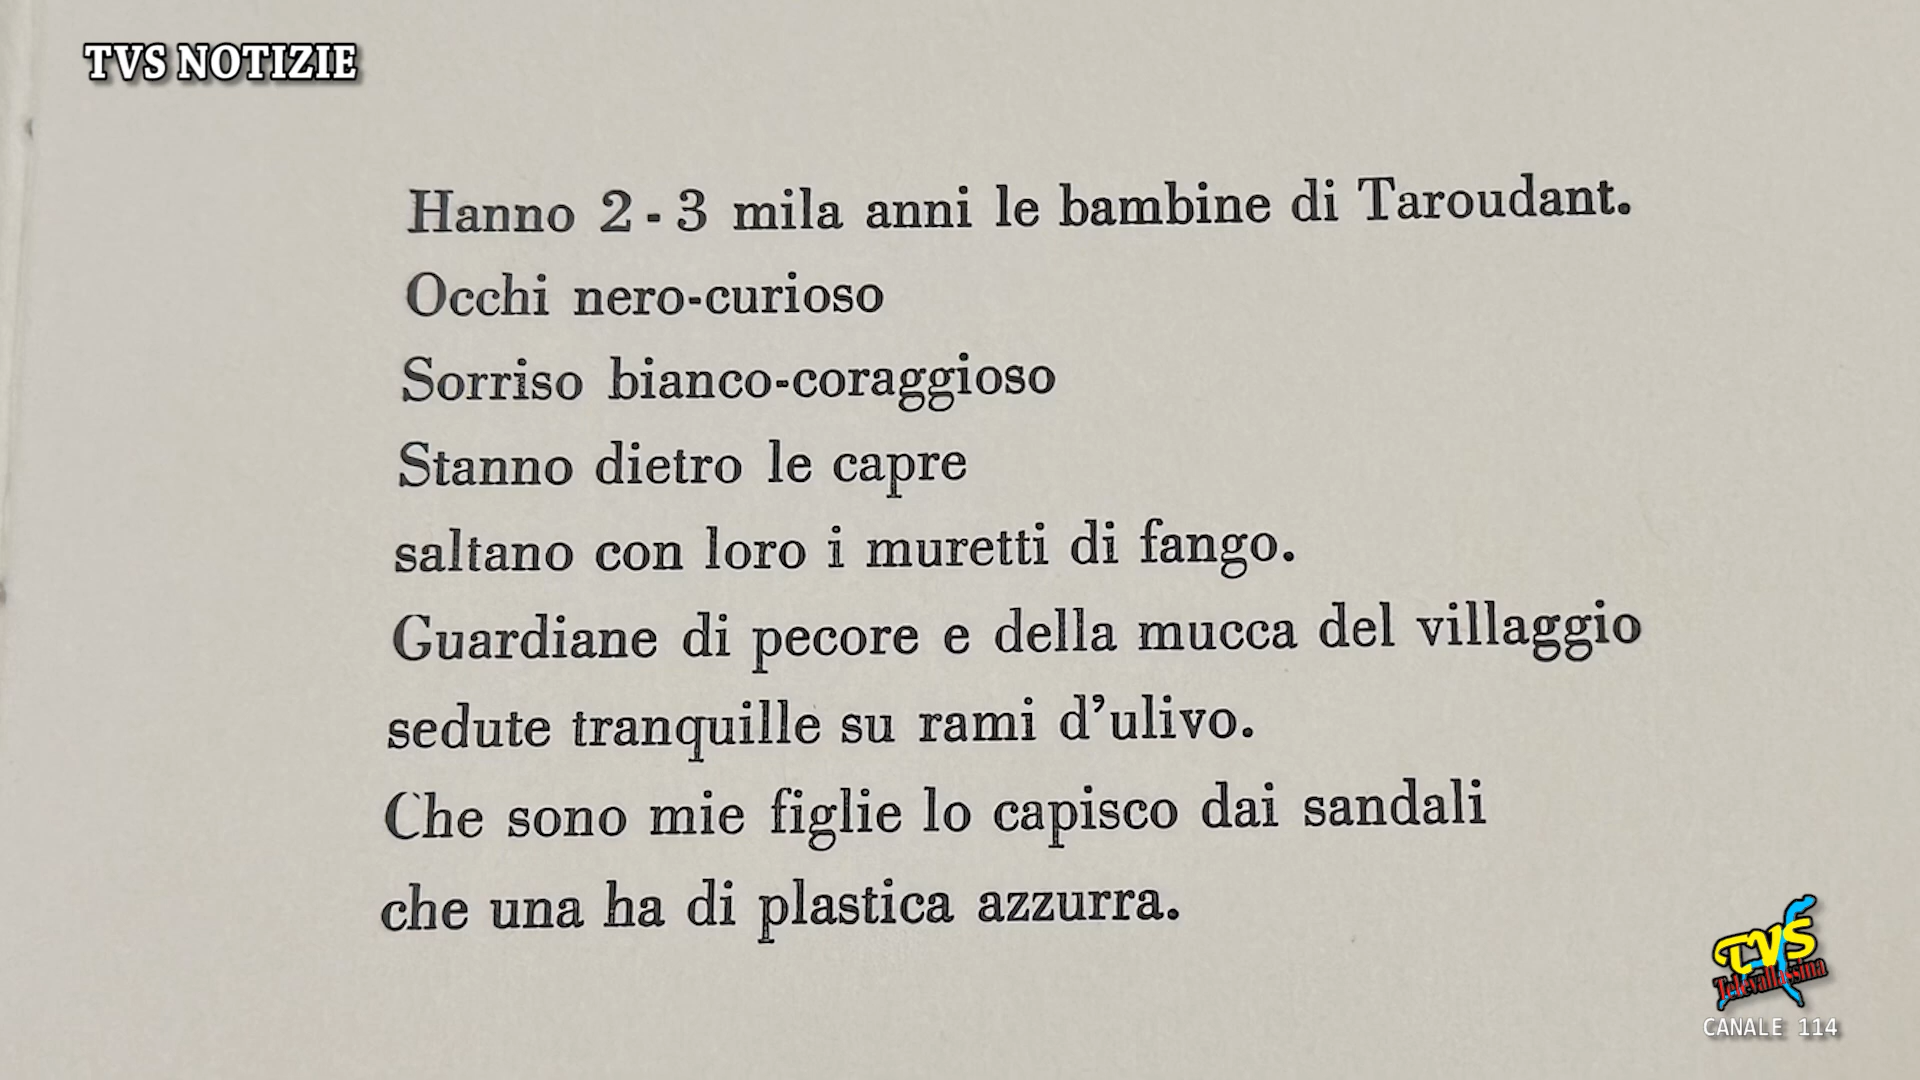 TVS NOTIZIE
Hanno 2-3 mila anni le bambine di Taroudant.
Occhi nero-curioso
Sorriso bianco-coraggioso
Stanno dietro le capre
saltano con loro i muretti di fango.
Guardiane di pecore e della mucca del villaggio
sedute tranquille su rami d’ulivo.
Che sono mie figlie lo capisco dai sandali
che una ha di plastica azzurra.
TVS
Televallassina
CANALE 114